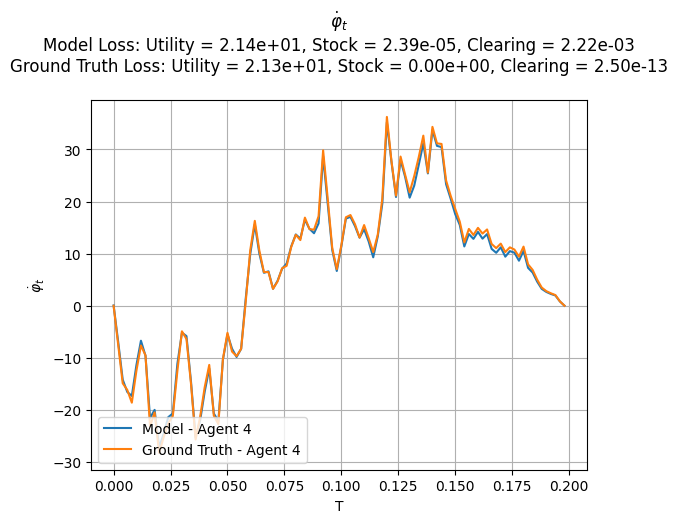 φ̇ₜ
Model Loss: Utility = 2.14e+01, Stock = 2.39e-05, Clearing = 2.22e-03
Ground Truth Loss: Utility = 2.13e+01, Stock = 0.00e+00, Clearing = 2.50e-13
φ̇ₜ
30
20
10
0
−10
−20
−30
Model - Agent 4
Ground Truth - Agent 4
0.000 0.025 0.050 0.075 0.100 0.125 0.150 0.175 0.200
T